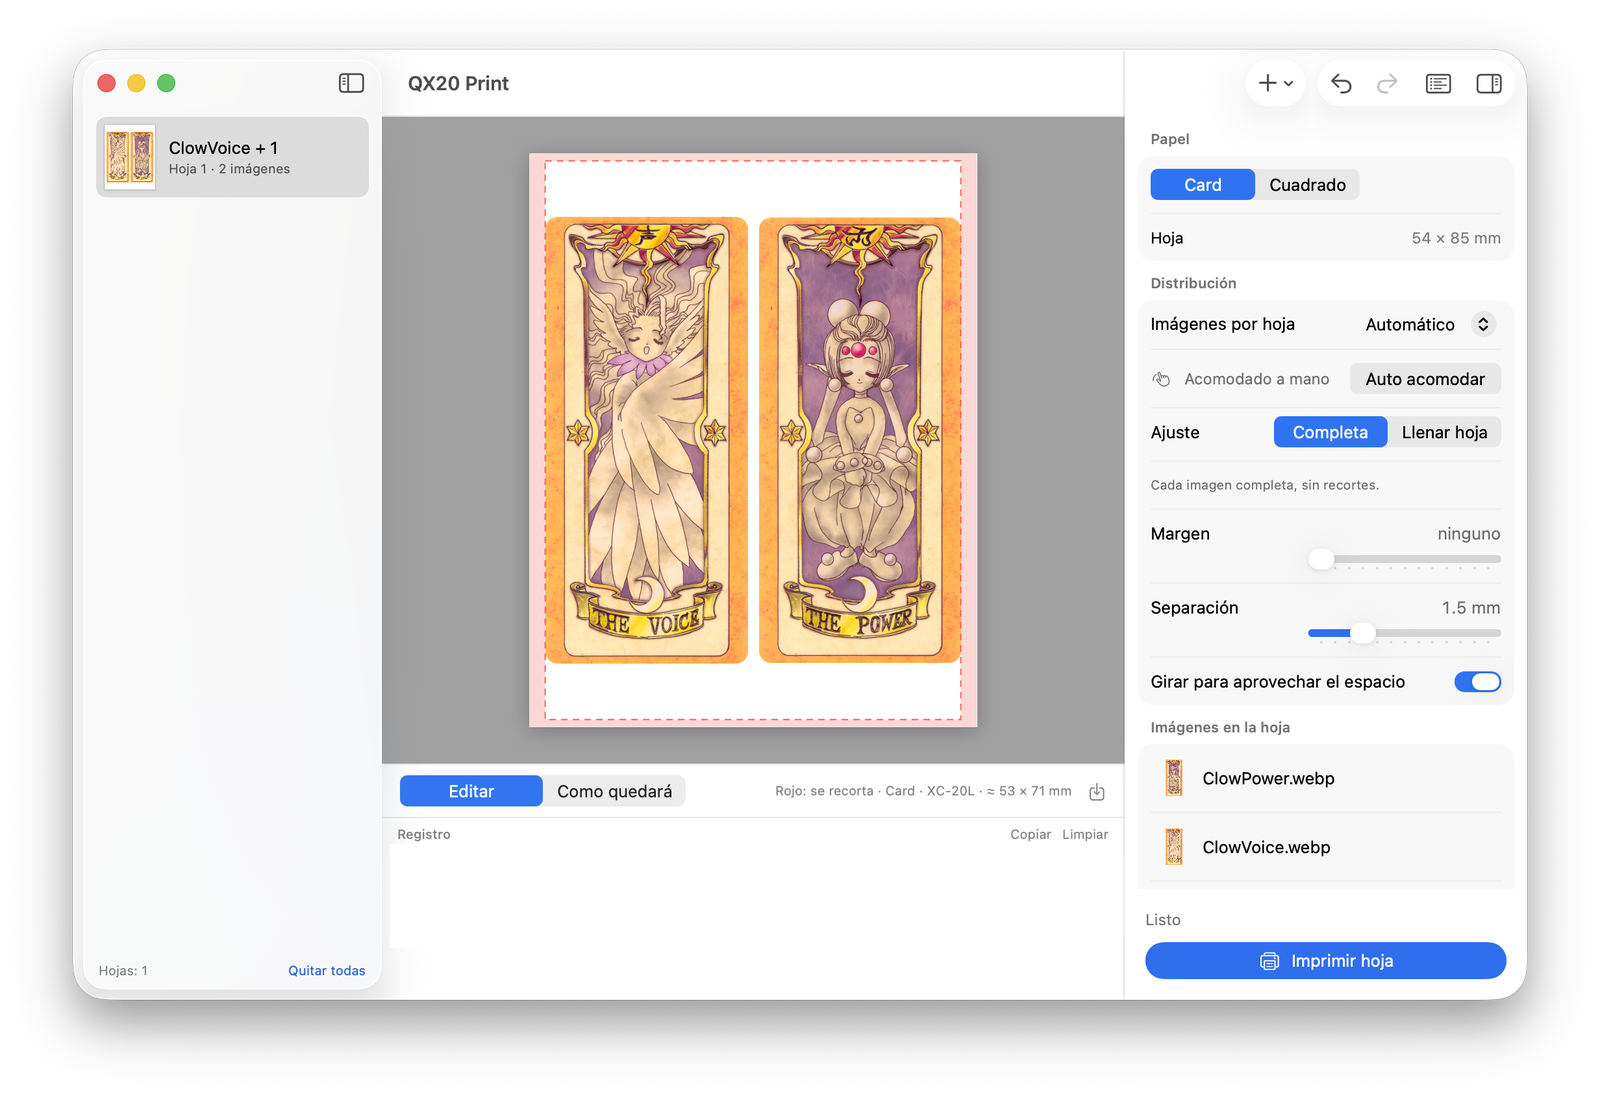 QX20 Print
ClowVoice + 1
Hoja 1 · 2 imágenes
Hojas: 1
Quitar todas
声
THE VOICE
THE POWER
Editar
Como quedará
Rojo: se recorta · Card · XC-20L · ≈ 53 × 71 mm
Registro
Copiar
Limpiar
Papel
Card
Cuadrado
Hoja
54 × 85 mm
Distribución
Imágenes por hoja
Automático
Acomodado a mano
Auto acomodar
Ajuste
Completa
Llenar hoja
Cada imagen completa, sin recortes.
Margen
ninguno
Separación
1.5 mm
Girar para aprovechar el espacio
Imágenes en la hoja
ClowPower.webp
ClowVoice.webp
Listo
Imprimir hoja